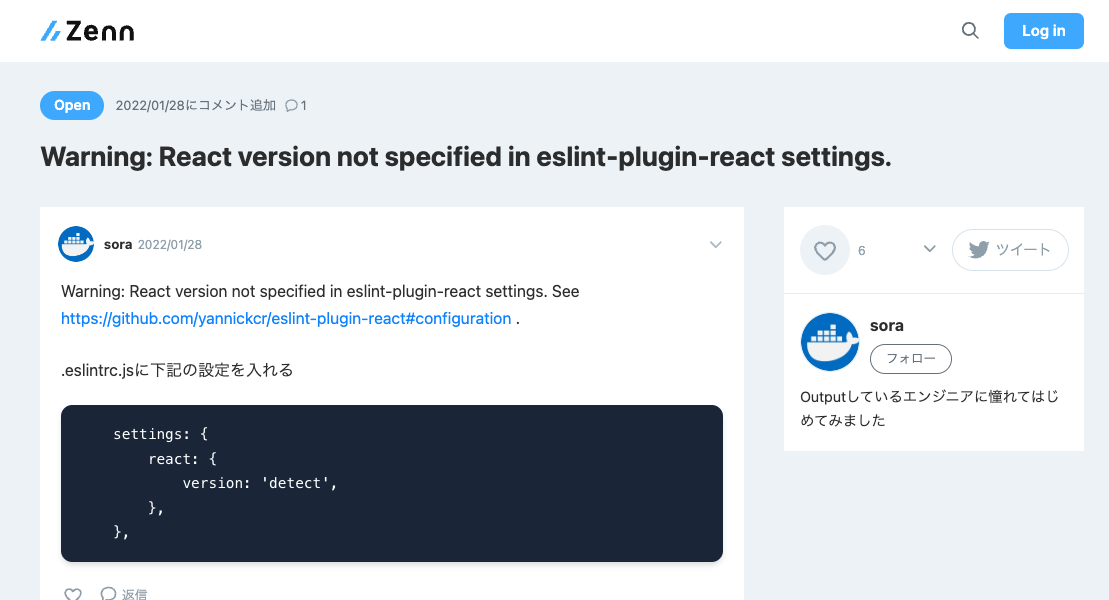 Zenn
Log in
Open 2022/01/28にコメント追加 1
Warning: React version not specified in eslint-plugin-react settings.
sora 2022/01/28
Warning: React version not specified in eslint-plugin-react settings. See
https://github.com/yannickcr/eslint-plugin-react#configuration .
.eslintrc.jsに下記の設定を入れる
settings: {
react: {
version: 'detect',
},
},
返信
6
ツイート
sora
フォロー
Outputしているエンジニアに憧れてはじ
めてみました